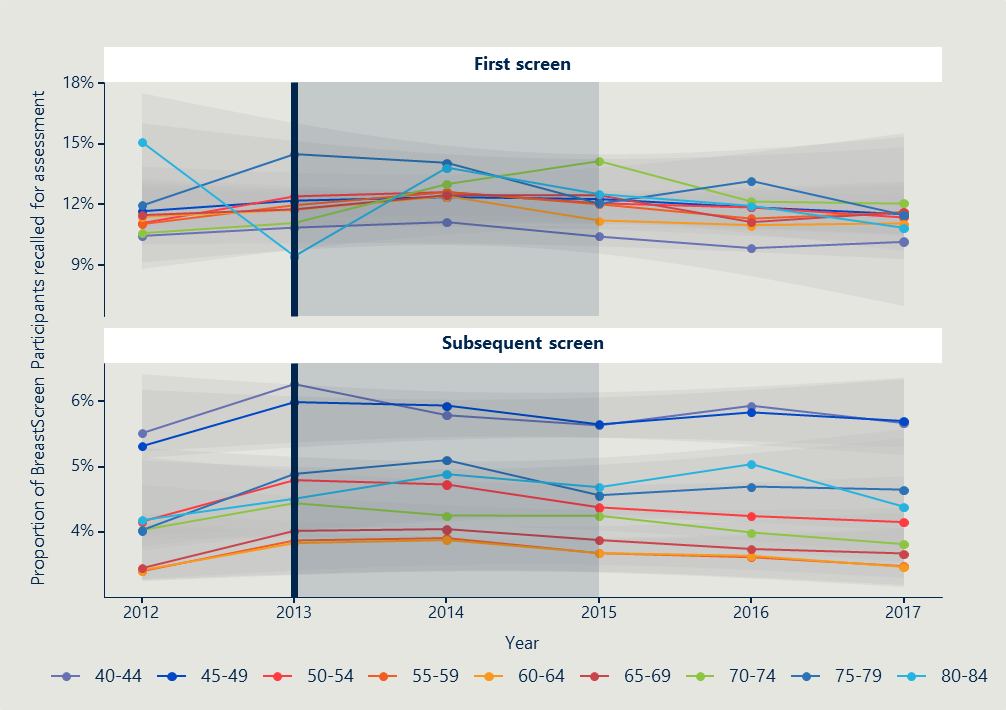 First screen
18%
15%
12%
9%
Proportion of BreastScreen Participants recalled for assessment
Subsequent screen
6%
5%
4%
2012 2013 2014 2015 2016 2017
Year
40-44 45-49 50-54 55-59 60-64 65-69 70-74 75-79 80-84